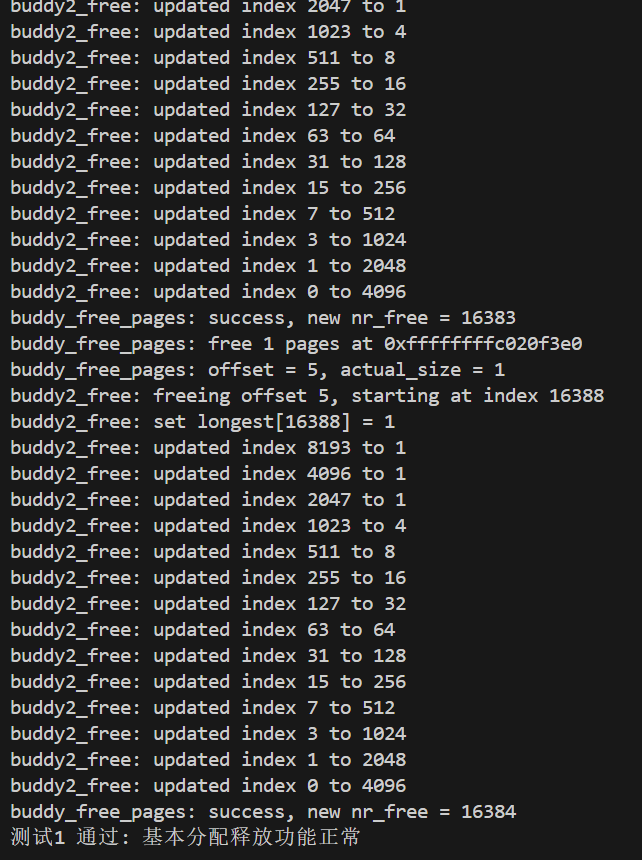 buddy2_free: updated index 2047 to 1
buddy2_free: updated index 1023 to 4
buddy2_free: updated index 511 to 8
buddy2_free: updated index 255 to 16
buddy2_free: updated index 127 to 32
buddy2_free: updated index 63 to 64
buddy2_free: updated index 31 to 128
buddy2_free: updated index 15 to 256
buddy2_free: updated index 7 to 512
buddy2_free: updated index 3 to 1024
buddy2_free: updated index 1 to 2048
buddy2_free: updated index 0 to 4096
buddy_free_pages: success, new nr_free = 16383
buddy_free_pages: free 1 pages at 0xffffffffc020f3e0
buddy_free_pages: offset = 5, actual_size = 1
buddy2_free: freeing offset 5, starting at index 16388
buddy2_free: set longest[16388] = 1
buddy2_free: updated index 8193 to 1
buddy2_free: updated index 4096 to 1
buddy2_free: updated index 2047 to 1
buddy2_free: updated index 1023 to 4
buddy2_free: updated index 511 to 8
buddy2_free: updated index 255 to 16
buddy2_free: updated index 127 to 32
buddy2_free: updated index 63 to 64
buddy2_free: updated index 31 to 128
buddy2_free: updated index 15 to 256
buddy2_free: updated index 7 to 512
buddy2_free: updated index 3 to 1024
buddy2_free: updated index 1 to 2048
buddy2_free: updated index 0 to 4096
buddy_free_pages: success, new nr_free = 16384
测试1 通过: 基本分配释放功能正常